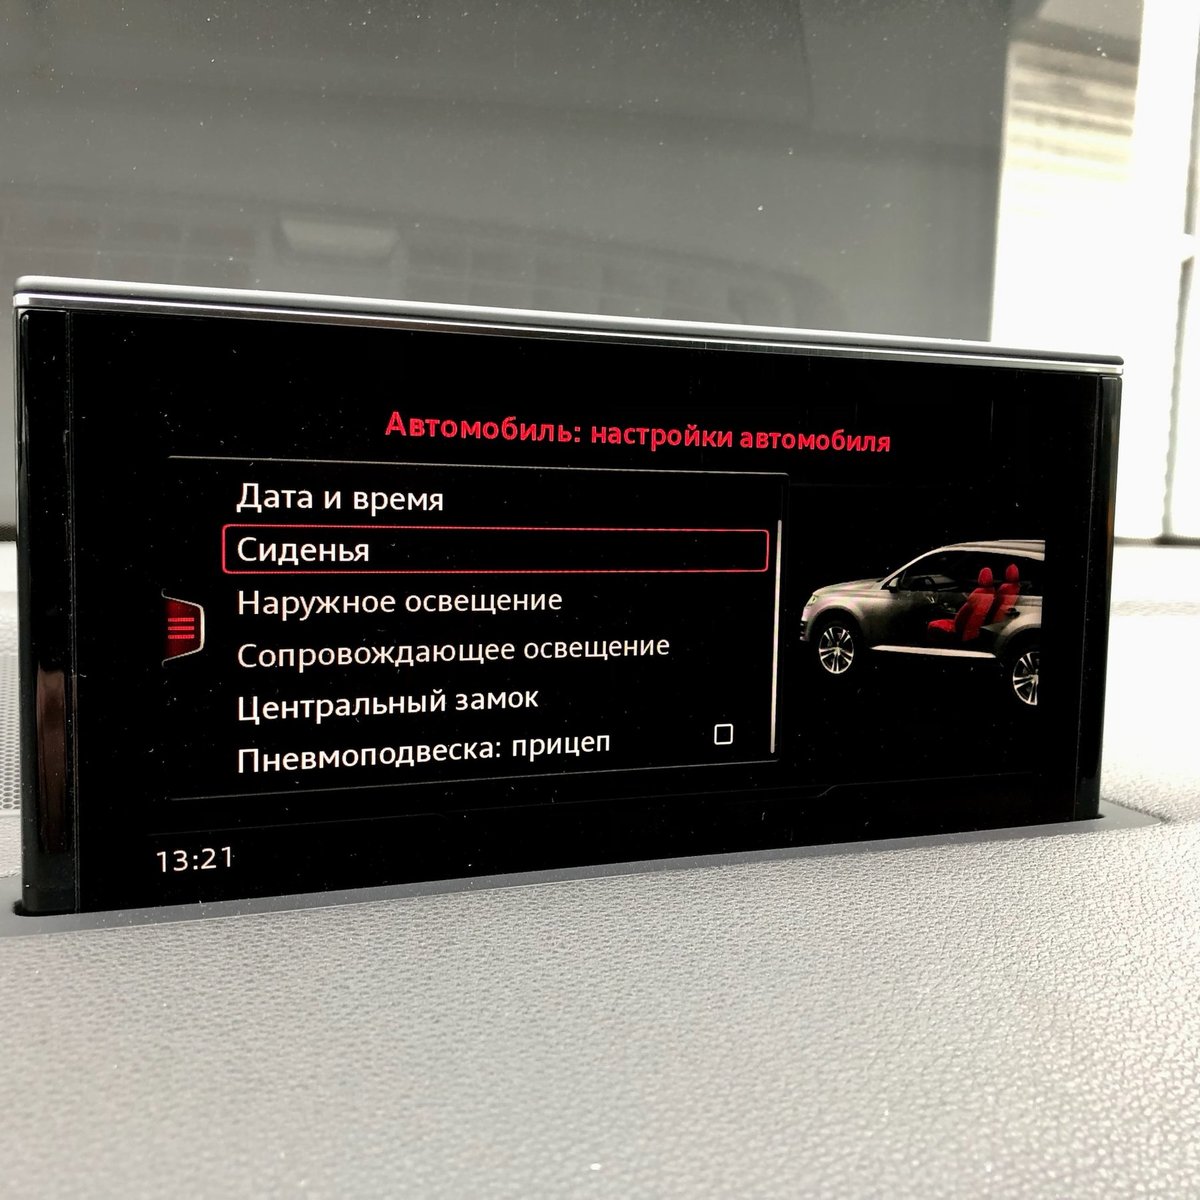 Автомобиль: настройки автомобиля
Дата и время
Сиденья
Наружное освещение
Сопровождающее освещение
Центральный замок
Пневмоподвеска: прицеп
13:21